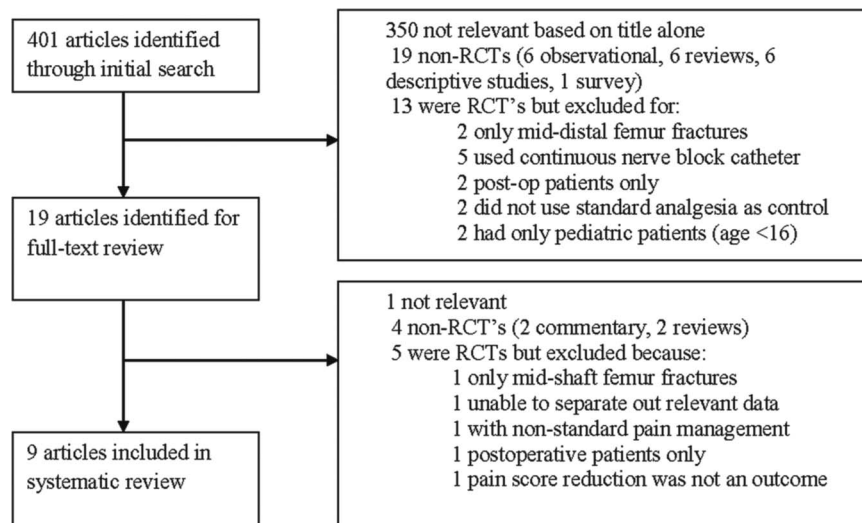 401 articles identified
through initial search
350 not relevant based on title alone
19 non-RCTs (6 observational, 6 reviews, 6
descriptive studies, 1 survey)
13 were RCT's but excluded for:
2 only mid-distal femur fractures
5 used continuous nerve block catheter
2 post-op patients only
2 did not use standard analgesia as control
2 had only pediatric patients (age <16)
19 articles identified for
full-text review
1 not relevant
4 non-RCT's (2 commentary, 2 reviews)
5 were RCTs but excluded because:
1 only mid-shaft femur fractures
1 unable to separate out relevant data
1 with non-standard pain management
1 postoperative patients only
1 pain score reduction was not an outcome
9 articles included in
systematic review